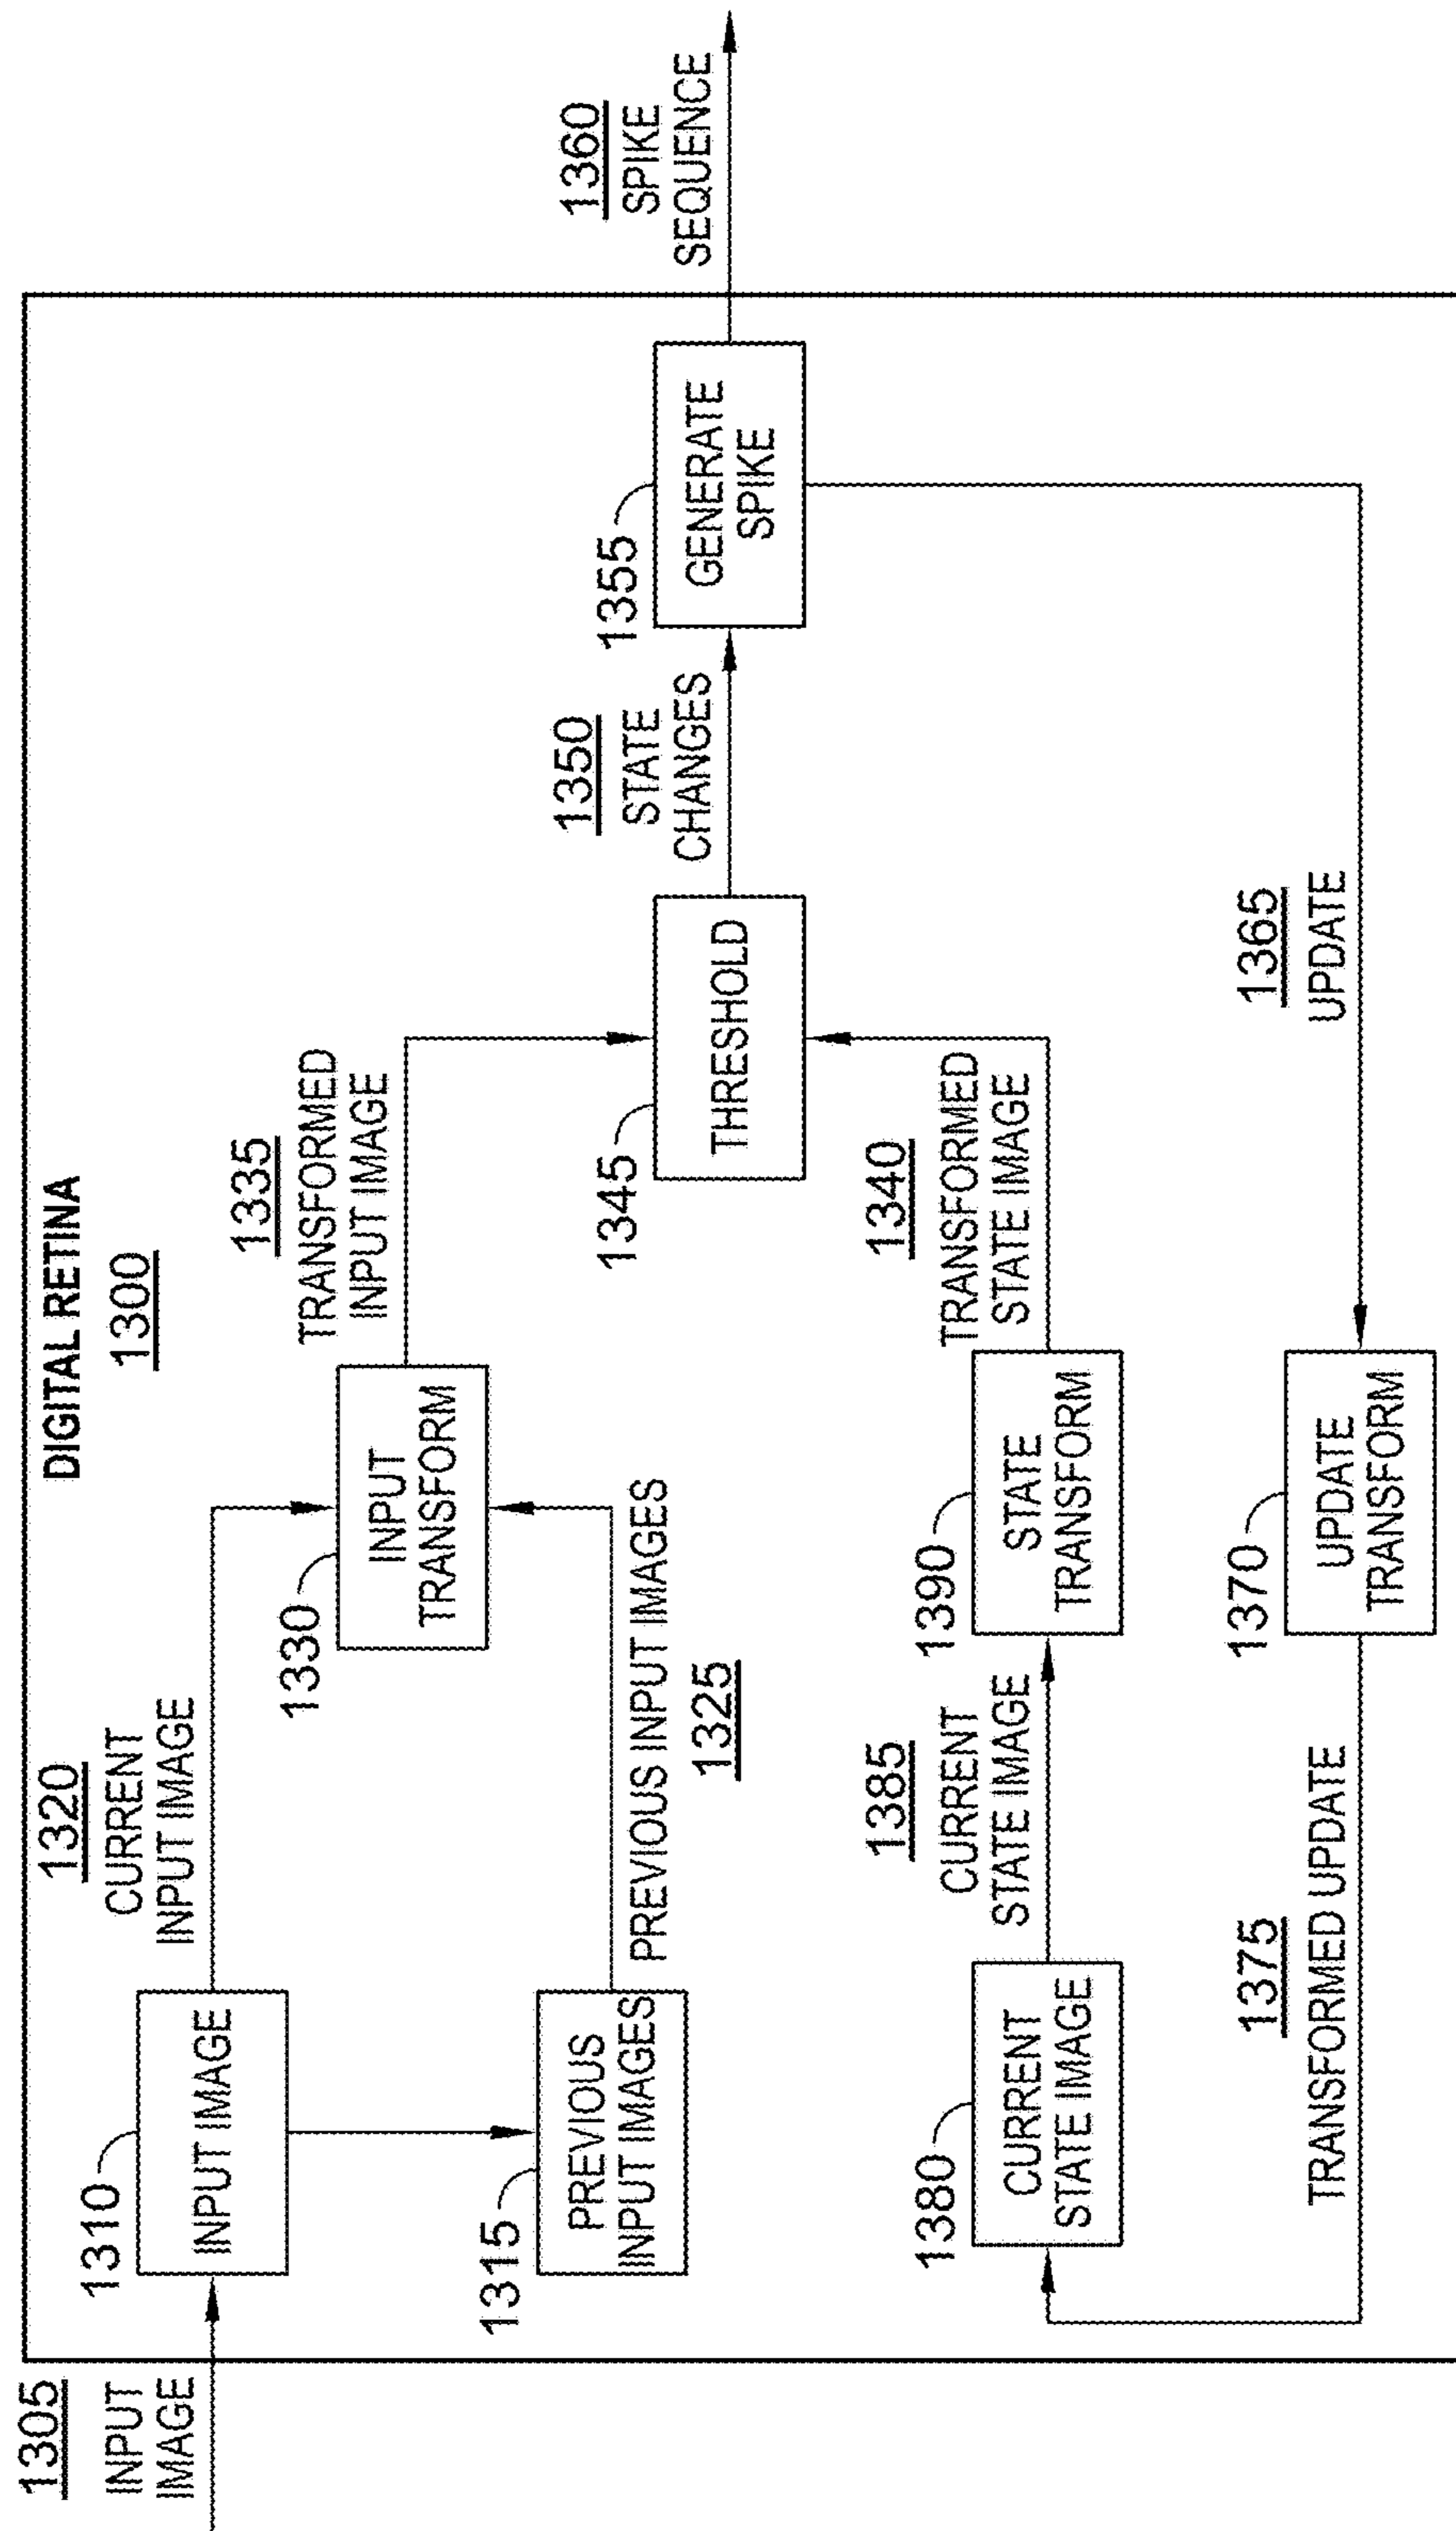 DIGITAL RETINA
1300
1305
INPUT
IMAGE
1310
INPUT IMAGE
1315
PREVIOUS
INPUT IMAGES
1320
CURRENT
INPUT IMAGE
PREVIOUS INPUT IMAGES
1325
1330
INPUT
TRANSFORM
1335
TRANSFORMED
INPUT IMAGE
1345
THRESHOLD
1350
STATE
CHANGES
1355
GENERATE
SPIKE
1360
SPIKE
SEQUENCE
1380
CURRENT
STATE IMAGE
1385
CURRENT
STATE IMAGE
1390
STATE
TRANSFORM
1340
TRANSFORMED
STATE IMAGE
1375
TRANSFORMED UPDATE
1370
UPDATE
TRANSFORM
1365
UPDATE